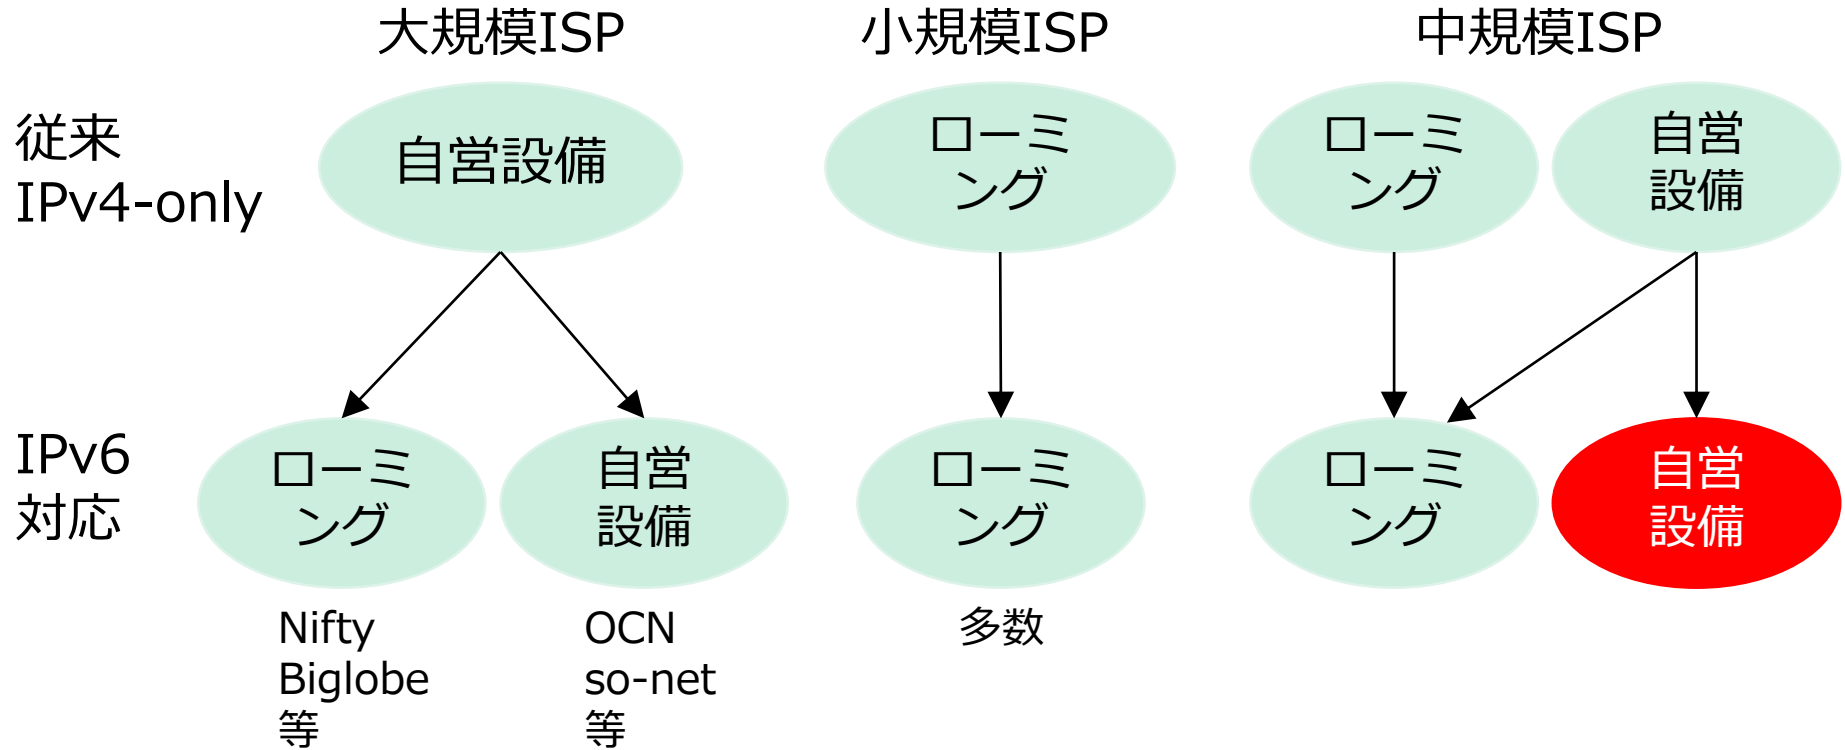 大規模ISP
小規模ISP
中規模ISP
従来
IPv4-only
自営設備
ローミ
ング
ローミ
ング
自営
設備
IPv6
対応
ローミ
ング
自営
設備
ローミ
ング
ローミ
ング
自営
設備
Nifty
Biglobe
等
OCN
so-net
等
多数